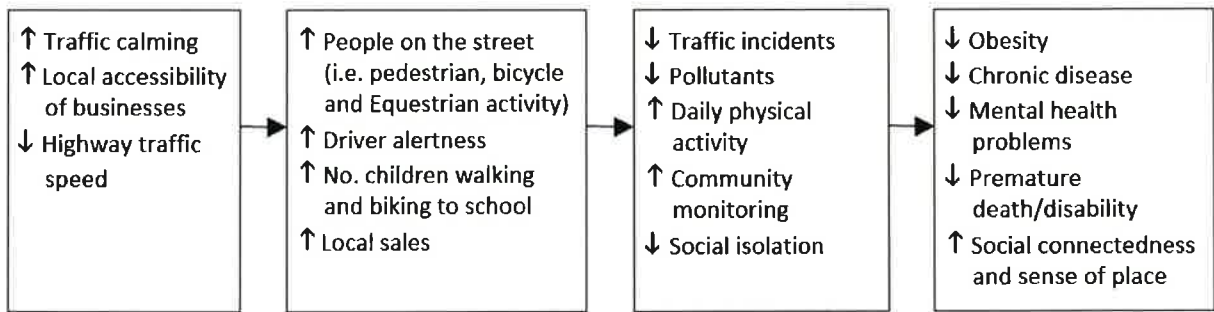 ↑ Traffic calming
↑ Local accessibility
of businesses
↓ Highway traffic
speed
↑ People on the street
(i.e. pedestrian, bicycle
and Equestrian activity)
↑ Driver alertness
↑ No. children walking
and biking to school
↑ Local sales
↓ Traffic incidents
↓ Pollutants
↑ Daily physical
activity
↑ Community
monitoring
↓ Social isolation
↓ Obesity
↓ Chronic disease
↓ Mental health
problems
↓ Premature
death/disability
↑ Social connectedness
and sense of place